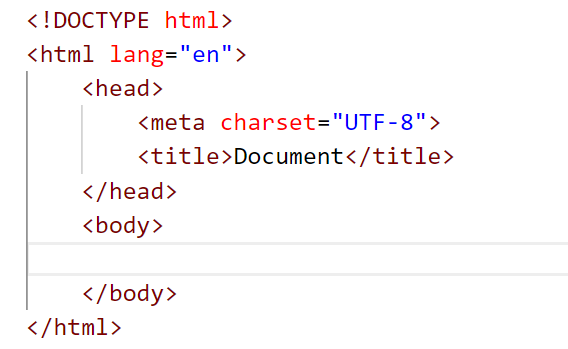 <!DOCTYPE html>
<html lang="en">
<head>
<meta charset="UTF-8">
<title>Document</title>
</head>
<body>
</body>
</html>